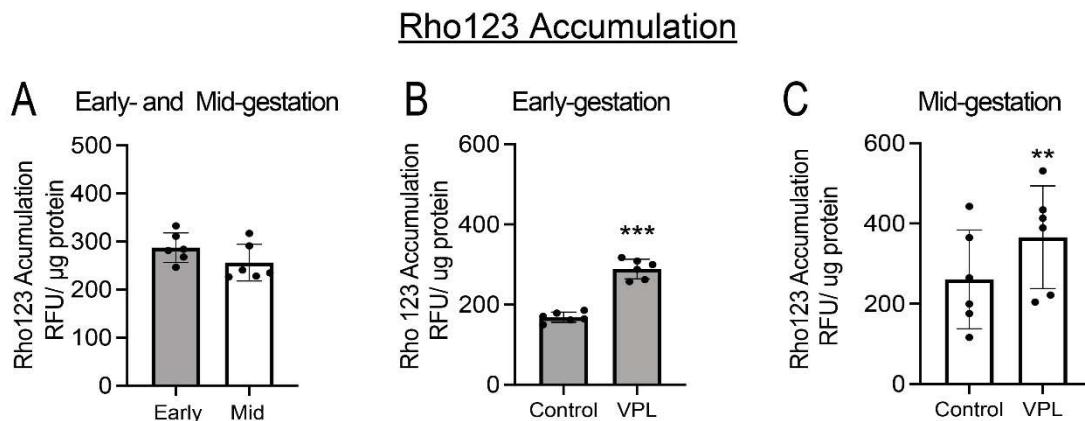 Rho123 Accumulation
A Early- and Mid-gestation
Rho123 Acumulation
RFU/ µg protein
500
400
300
200
100
0
Early Mid
B Early-gestation
Rho 123 Accumulation
RFU/ ug protein
600
400
200
0
***
Control VPL
C Mid-gestation
Rho123 Accumulation
RFU/ ug protein
600
400
200
0
**
Control VPL